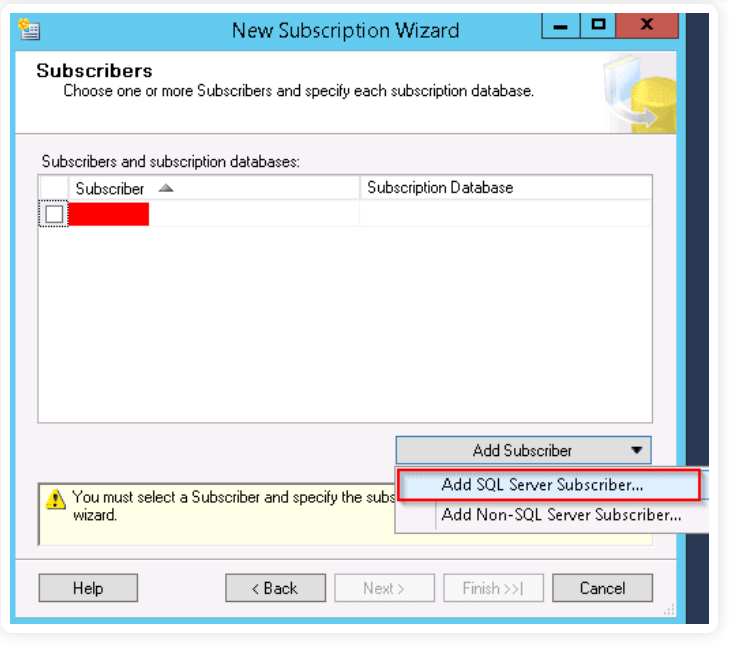 New Subscription Wizard
Subscribers
Choose one or more Subscribers and specify each subscription database.
Subscribers and subscription databases:
Subscriber Subscription Database
Add Subscriber
Add SQL Server Subscriber...
Add Non-SQL Server Subscriber...
You must select a Subscriber and specify the subs
wizard.
Help < Back Next > Finish >>| Cancel